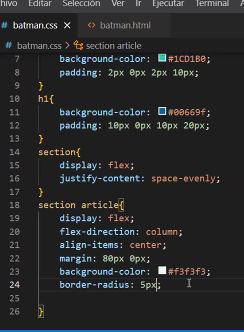 hivo Editar Selección Ver Ir Ejecutar Terminal A
batman.css batman.html
batman.css > section article
7 background-color: #1CD1B0;
8 padding: 2px 0px 2px 10px;
9 }
10 h1{
11 background-color: #00669f;
12 padding: 10px 0px 10px 20px;
13 }
14 section{
15 display: flex;
16 justify-content: space-evenly;
17 }
18 section article{
19 display: flex;
20 flex-direction: column;
21 align-items: center;
22 margin: 80px 0px;
23 background-color: #f3f3f3;
24 border-radius: 5px;
25
26 }